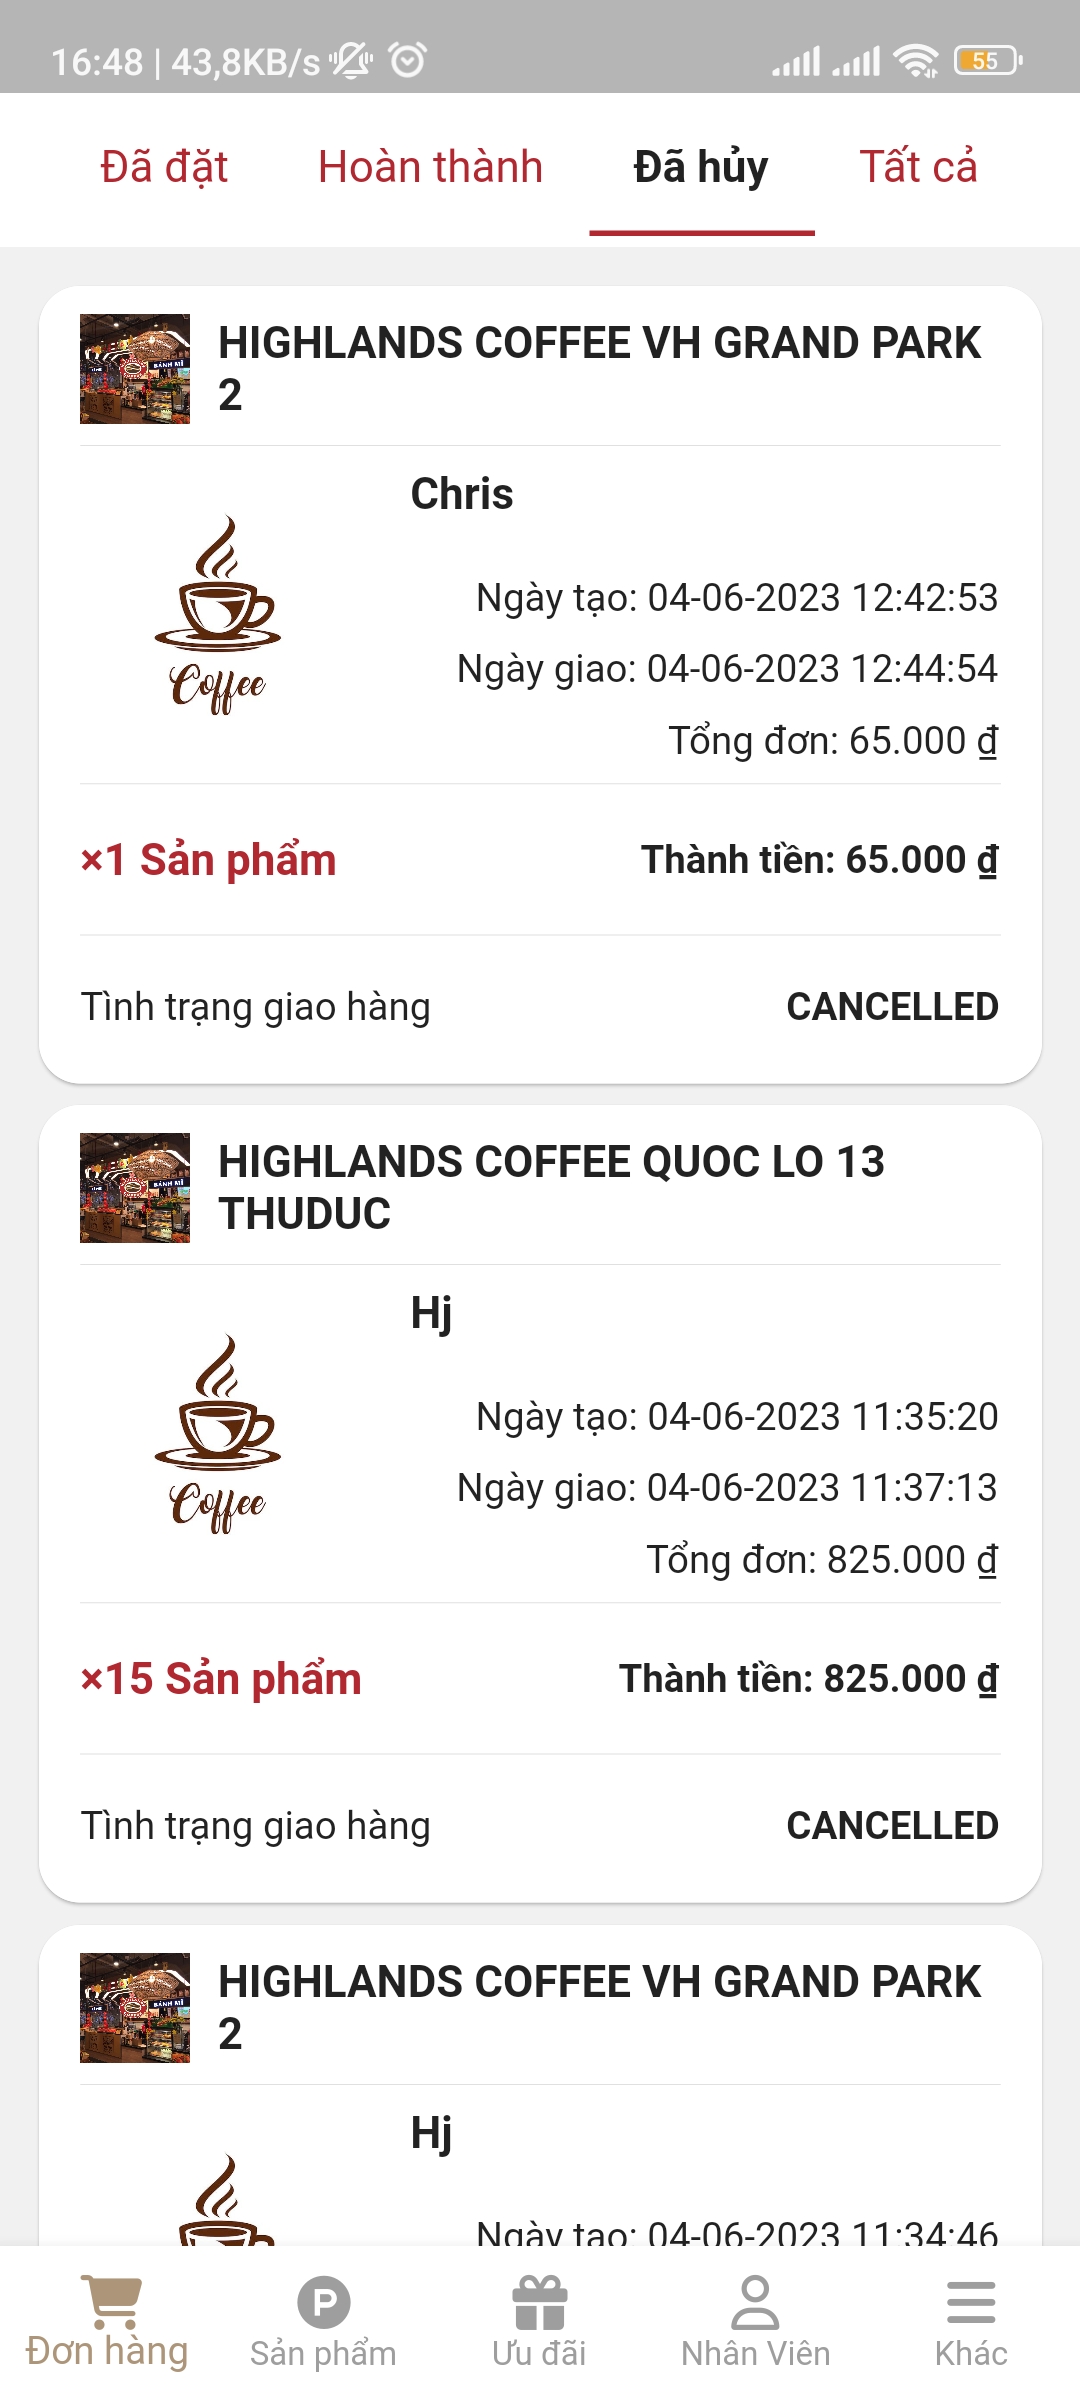 16:48 | 43,8KB/s
55
Đã đặt
Hoàn thành
Đã hủy
Tất cả
BÁNH MÌ
HIGHLANDS COFFEE VH GRAND PARK
2
Chris
Coffee
Ngày tạo: 04-06-2023 12:42:53
Ngày giao: 04-06-2023 12:44:54
Tổng đơn: 65.000 ₫
×1 Sản phẩm
Thành tiền: 65.000 ₫
Tình trạng giao hàng
CANCELLED
BÁNH MÌ
HIGHLANDS COFFEE QUOC LO 13
THUDUC
Hj
Coffee
Ngày tạo: 04-06-2023 11:35:20
Ngày giao: 04-06-2023 11:37:13
Tổng đơn: 825.000 ₫
×15 Sản phẩm
Thành tiền: 825.000 ₫
Tình trạng giao hàng
CANCELLED
BÁNH MÌ
HIGHLANDS COFFEE VH GRAND PARK
2
Hj
Ngày tạo: 04-06-2023 11:34:46
Đơn hàng
P
Sản phẩm
Ưu đãi
Nhân Viên
Khác